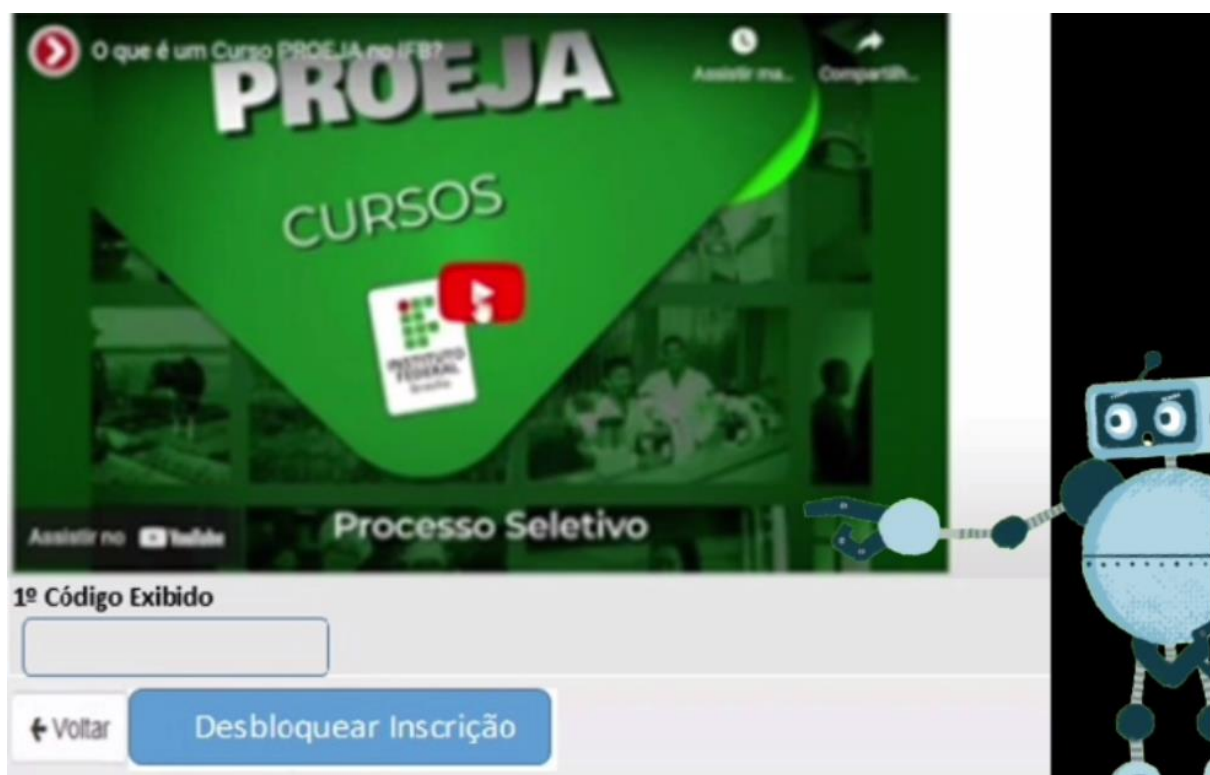 O que é um Curso PROEJA no IFB?
Assistir ma...
Compartilh...
PROEJA
CURSOS
INSTITUTO
FEDERAL
Brasília
Processo Seletivo
Assistir no YouTube
1º Código Exibido
Voltar
Desbloquear Inscrição